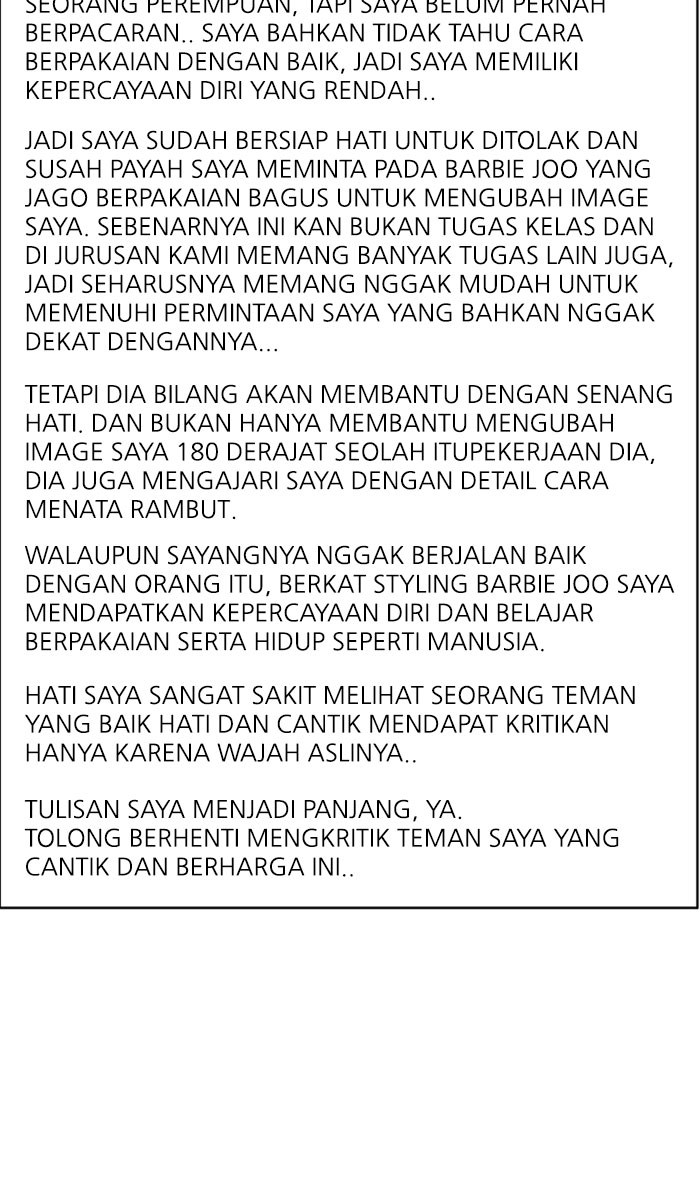 SEORANG PEREMPUAN, TAPI SAYA BELUM PERNAH
BERPACARAN.. SAYA BAHKAN TIDAK TAHU CARA
BERPAKAIAN DENGAN BAIK, JADI SAYA MEMILIKI
KEPERCAYAAN DIRI YANG RENDAH..
JADI SAYA SUDAH BERSIAP HATI UNTUK DITOLAK DAN
SUSAH PAYAH SAYA MEMINTA PADA BARBIE JOO YANG
JAGO BERPAKAIAN BAGUS UNTUK MENGUBAH IMAGE
SAYA. SEBENARNYA INI KAN BUKAN TUGAS KELAS DAN
DI JURUSAN KAMI MEMANG BANYAK TUGAS LAIN JUGA,
JADI SEHARUSNYA MEMANG NGGAK MUDAH UNTUK
MEMENUHI PERMINTAAN SAYA YANG BAHKAN NGGAK
DEKAT DENGANNYA...
TETAPI DIA BILANG AKAN MEMBANTU DENGAN SENANG
HATI. DAN BUKAN HANYA MEMBANTU MENGUBAH
IMAGE SAYA 180 DERAJAT SEOLAH ITUPEKERJAAN DIA,
DIA JUGA MENGAJARI SAYA DENGAN DETAIL CARA
MENATA RAMBUT.
WALAUPUN SAYANGNYA NGGAK BERJALAN BAIK
DENGAN ORANG ITU, BERKAT STYLING BARBIE JOO SAYA
MENDAPATKAN KEPERCAYAAN DIRI DAN BELAJAR
BERPAKAIAN SERTA HIDUP SEPERTI MANUSIA.
HATI SAYA SANGAT SAKIT MELIHAT SEORANG TEMAN
YANG BAIK HATI DAN CANTIK MENDAPAT KRITIKAN
HANYA KARENA WAJAH ASLINYA..
TULISAN SAYA MENJADI PANJANG, YA.
TOLONG BERHENTI MENGKRITIK TEMAN SAYA YANG
CANTIK DAN BERHARGA INI..